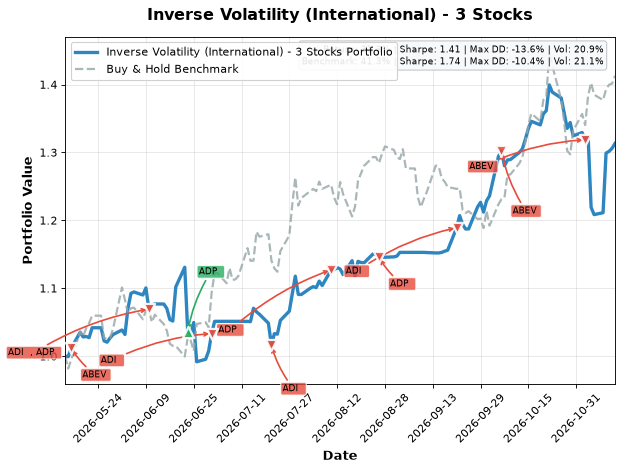 Inverse Volatility (International) - 3 Stocks
Inverse Volatility (International) - 3 Stocks Portfolio
Buy & Hold Benchmark
Sharpe: 1.41 | Max DD: -13.6% | Vol: 20.9%
Benchmark: 41.3% Sharpe: 1.74 | Max DD: -10.4% | Vol: 21.1%
Portfolio Value
1.4
1.3
1.2
1.1
ADP
ADI
ADP
ABEV
ABEV
ADP
ADI , ADP
ADI
ABEV
ADI
2026-05-24
2026-06-09
2026-06-25
2026-07-11
2026-07-27
2026-08-12
2026-08-28
2026-09-13
2026-09-29
2026-10-15
2026-10-31
Date